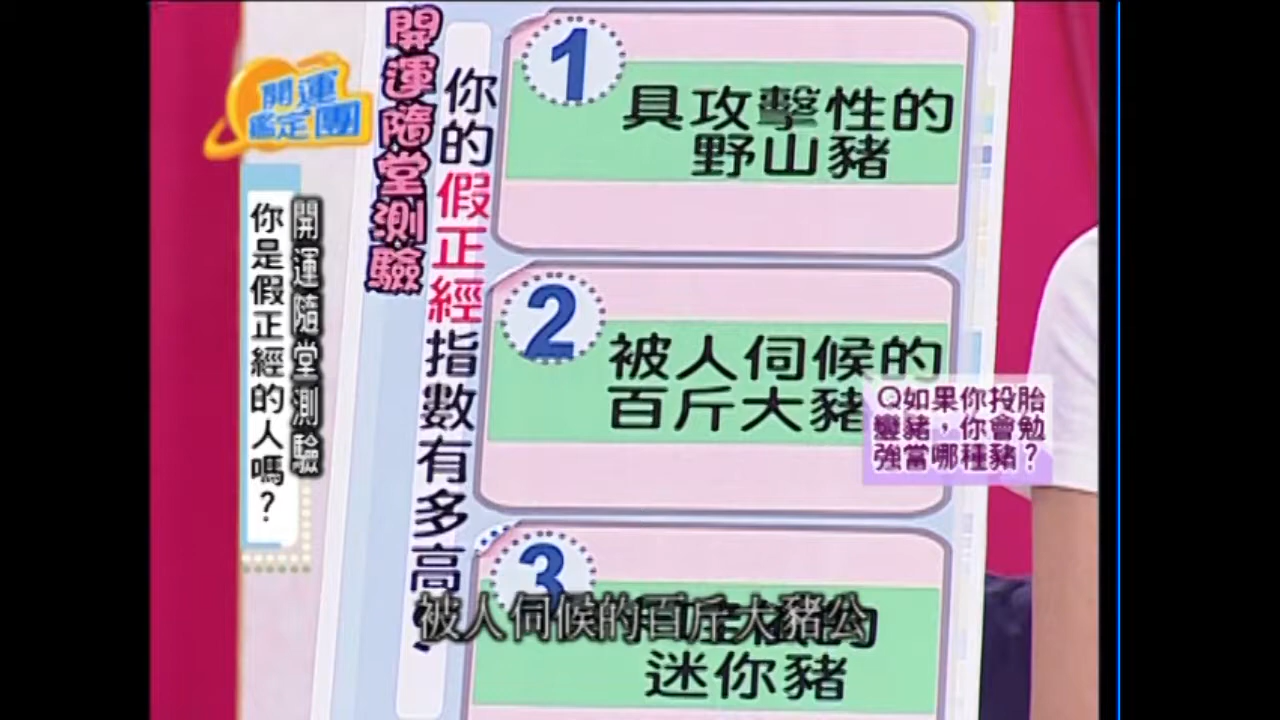 開運
鑑定團
開運隨堂測驗
你是假正經的人嗎?
開運隨堂測驗
你的假正經指數有多高
1
具攻擊性的
野山豬
2
被人伺候的
百斤大豬
Q如果你投胎
變豬,你會勉
強當哪種豬?
3
的
迷你豬
被人伺候的百斤大豬公